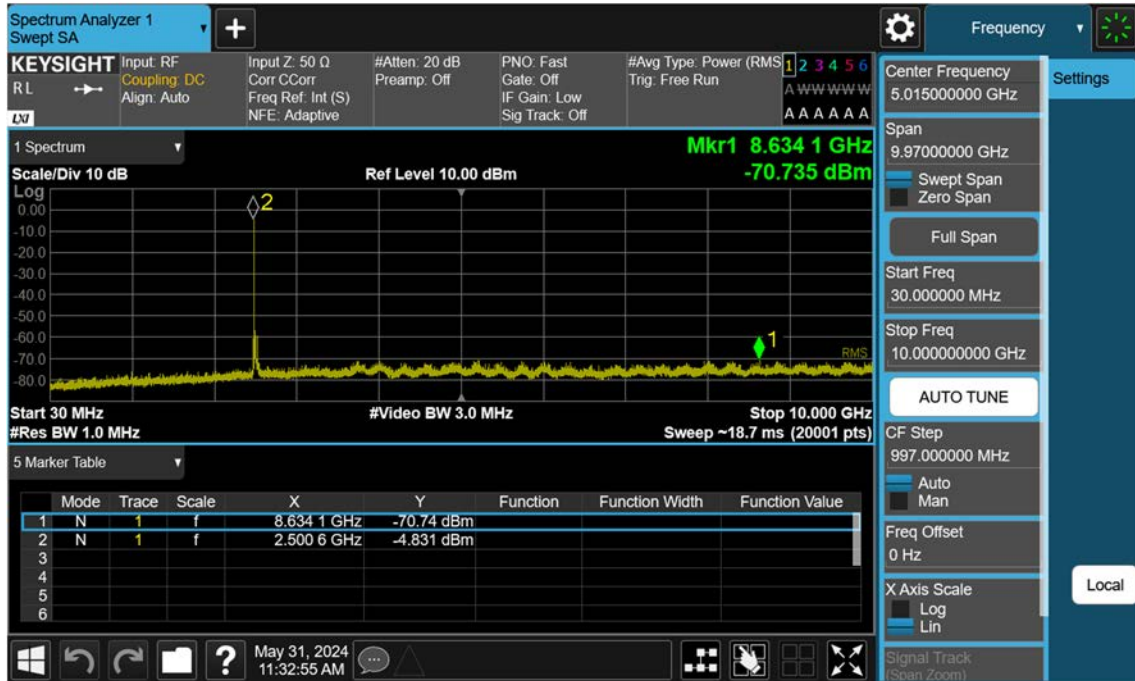 Spectrum Analyzer 1
Swept SA
Frequency
KEYSIGHT
R L
LXI
Input: RF
Coupling: DC
Align: Auto
Input Z: 50 Ω
Corr CCorr
Freq Ref: Int (S)
NFE: Adaptive
#Atten: 20 dB
Preamp: Off
PNO: Fast
Gate: Off
IF Gain: Low
Sig Track: Off
#Avg Type: Power (RMS
Trig: Free Run
1 2 3 4 5 6
A W W W W W
A A A A A A
1 Spectrum
Mkr1 8.634 1 GHz
-70.735 dBm
Scale/Div 10 dB
Ref Level 10.00 dBm
Log
0.00
-10.0
-20.0
-30.0
-40.0
-50.0
-60.0
-70.0
-80.0
2
1
RMS
Start 30 MHz
#Video BW 3.0 MHz
Stop 10.000 GHz
#Res BW 1.0 MHz
Sweep ~18.7 ms (20001 pts)
5 Marker Table
Mode Trace Scale X Y Function Function Width Function Value
1 N 1 f 8.634 1 GHz -70.74 dBm
2 N 1 f 2.500 6 GHz -4.831 dBm
3
4
5
6
?
May 31, 2024
11:32:55 AM
Center Frequency
5.015000000 GHz
Settings
Span
9.97000000 GHz
Swept Span
Zero Span
Full Span
Start Freq
30.000000 MHz
Stop Freq
10.000000000 GHz
AUTO TUNE
CF Step
997.000000 MHz
Auto
Man
Freq Offset
0 Hz
X Axis Scale
Log
Lin
Local
Signal Track
(Span Zoom)